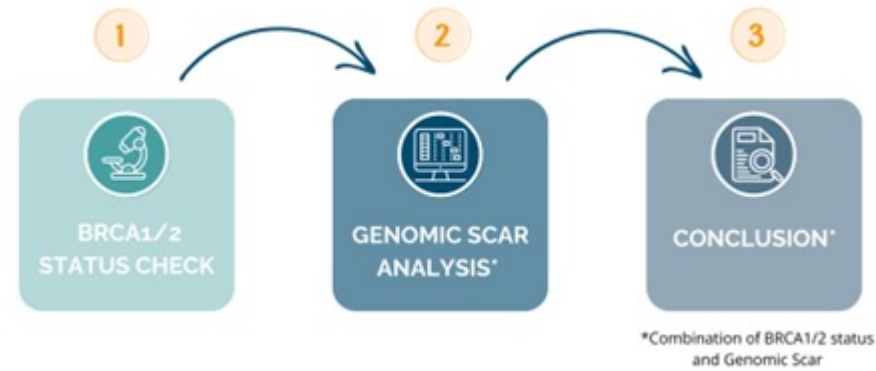 1
2
3
BRCA1/2
STATUS CHECK
GENOMIC SCAR
ANALYSIS*
CONCLUSION*
*Combination of BRCA1/2 status
and Genomic Scar